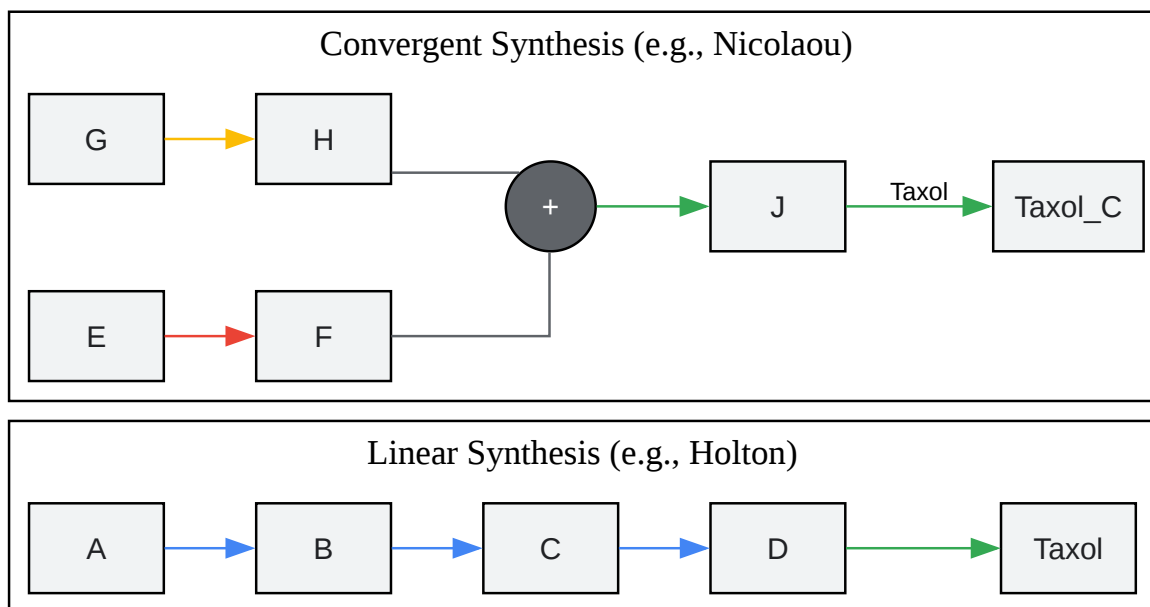 Convergent Synthesis (e.g., Nicolaou)
G
H
+
J
Taxol
Taxol_C
E
F
Linear Synthesis (e.g., Holton)
A
B
C
D
Taxol